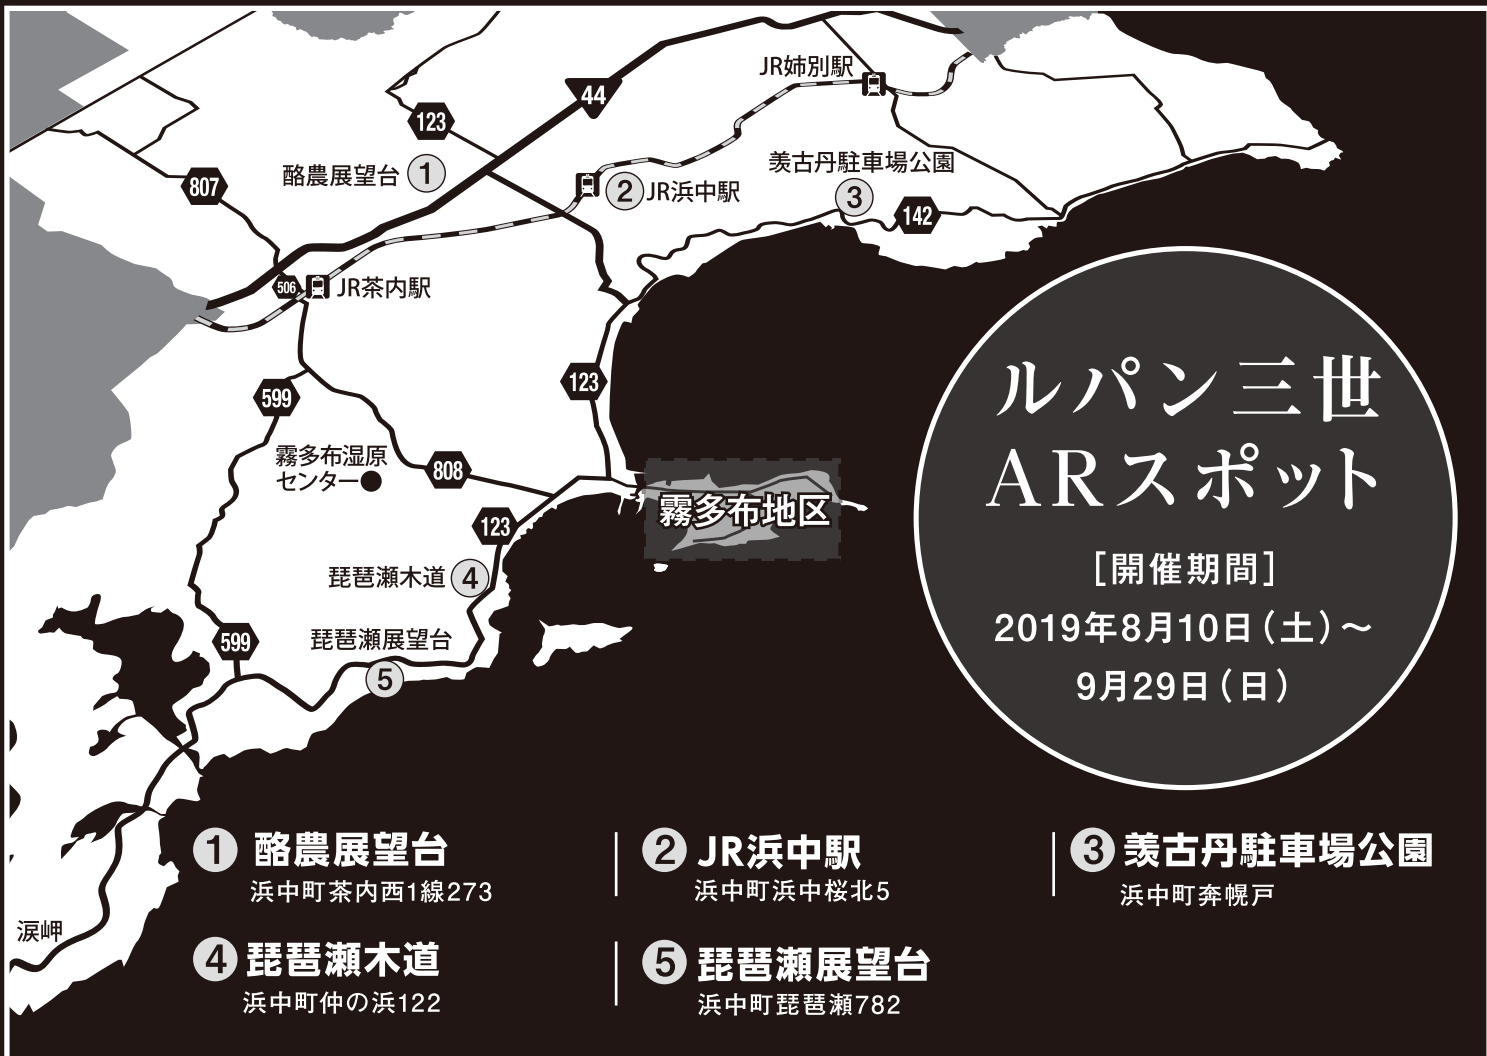 JR姉別駅
44
123
酪農展望台 1
羨古丹駐車場公園
3
807
2 JR浜中駅
142
506
JR茶内駅
ルパン三世
ARスポット
[開催期間]
2019年8月10日(土)〜
9月29日(日)
123
599
霧多布湿原
センター
808
霧多布地区
123
琵琶瀬木道 4
琵琶瀬展望台
5
599
涙岬
1 酪農展望台
浜中町茶内西1線273
2 JR浜中駅
浜中町浜中桜北5
3 羨古丹駐車場公園
浜中町奔幌戸
4 琵琶瀬木道
浜中町仲の浜122
5 琵琶瀬展望台
浜中町琵琶瀬782